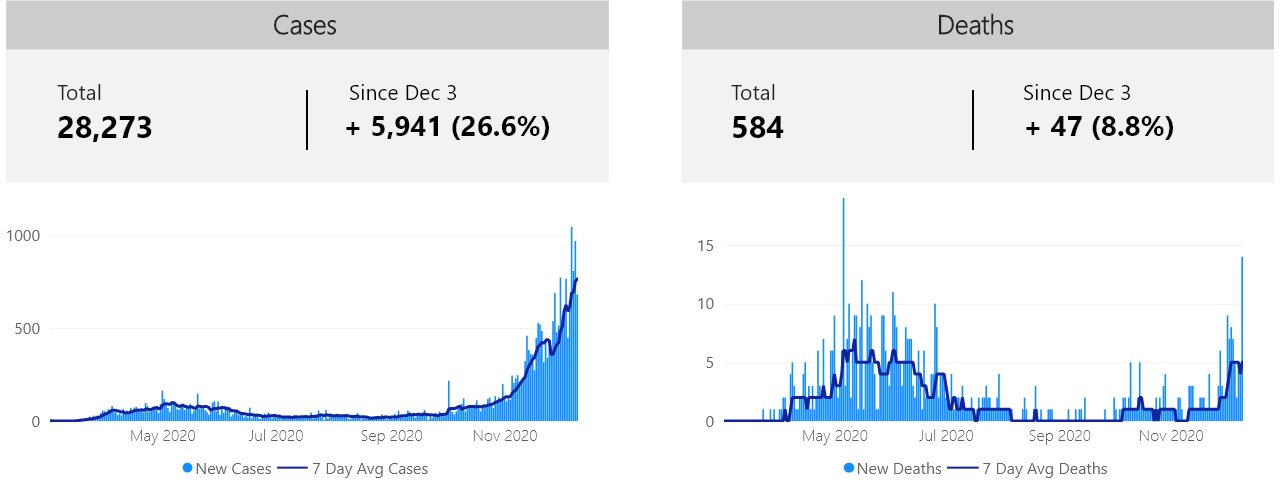 Cases
Total
28,273
Since Dec 3
+ 5,941 (26.6%)
1000
500
0
May 2020 Jul 2020 Sep 2020 Nov 2020
New Cases 7 Day Avg Cases
Deaths
Total
584
Since Dec 3
+ 47 (8.8%)
15
10
5
0
May 2020 Jul 2020 Sep 2020 Nov 2020
New Deaths 7 Day Avg Deaths